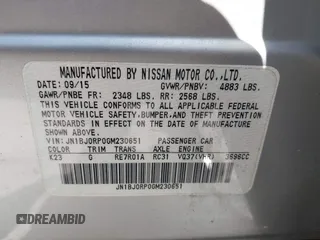 MANUFACTURED BY NISSAN MOTOR CO.,LTD.
DATE: 09/15 GVWR/PNBV: 4883 LBS.
GAWR/PNBE FR: 2348 LBS. RR: 2568 LBS.
THIS VEHICLE CONFORMS TO ALL APPLICABLE FEDERAL
MOTOR VEHICLE SAFETY, BUMPER, AND THEFT PREVENTION
STANDARDS IN EFFECT ON THE DATE OF MANUFACTURE
SHOWN ABOVE.
VIN:JN1BJ0RP0GM230651 PASSENGER CAR
COLOR TRIM TRANS AXLE ENGINE
K23 G RE7R01A RC31 VQ37(VHR) 3696CC
JN1BJ0RP0GM230651
DREAMBID